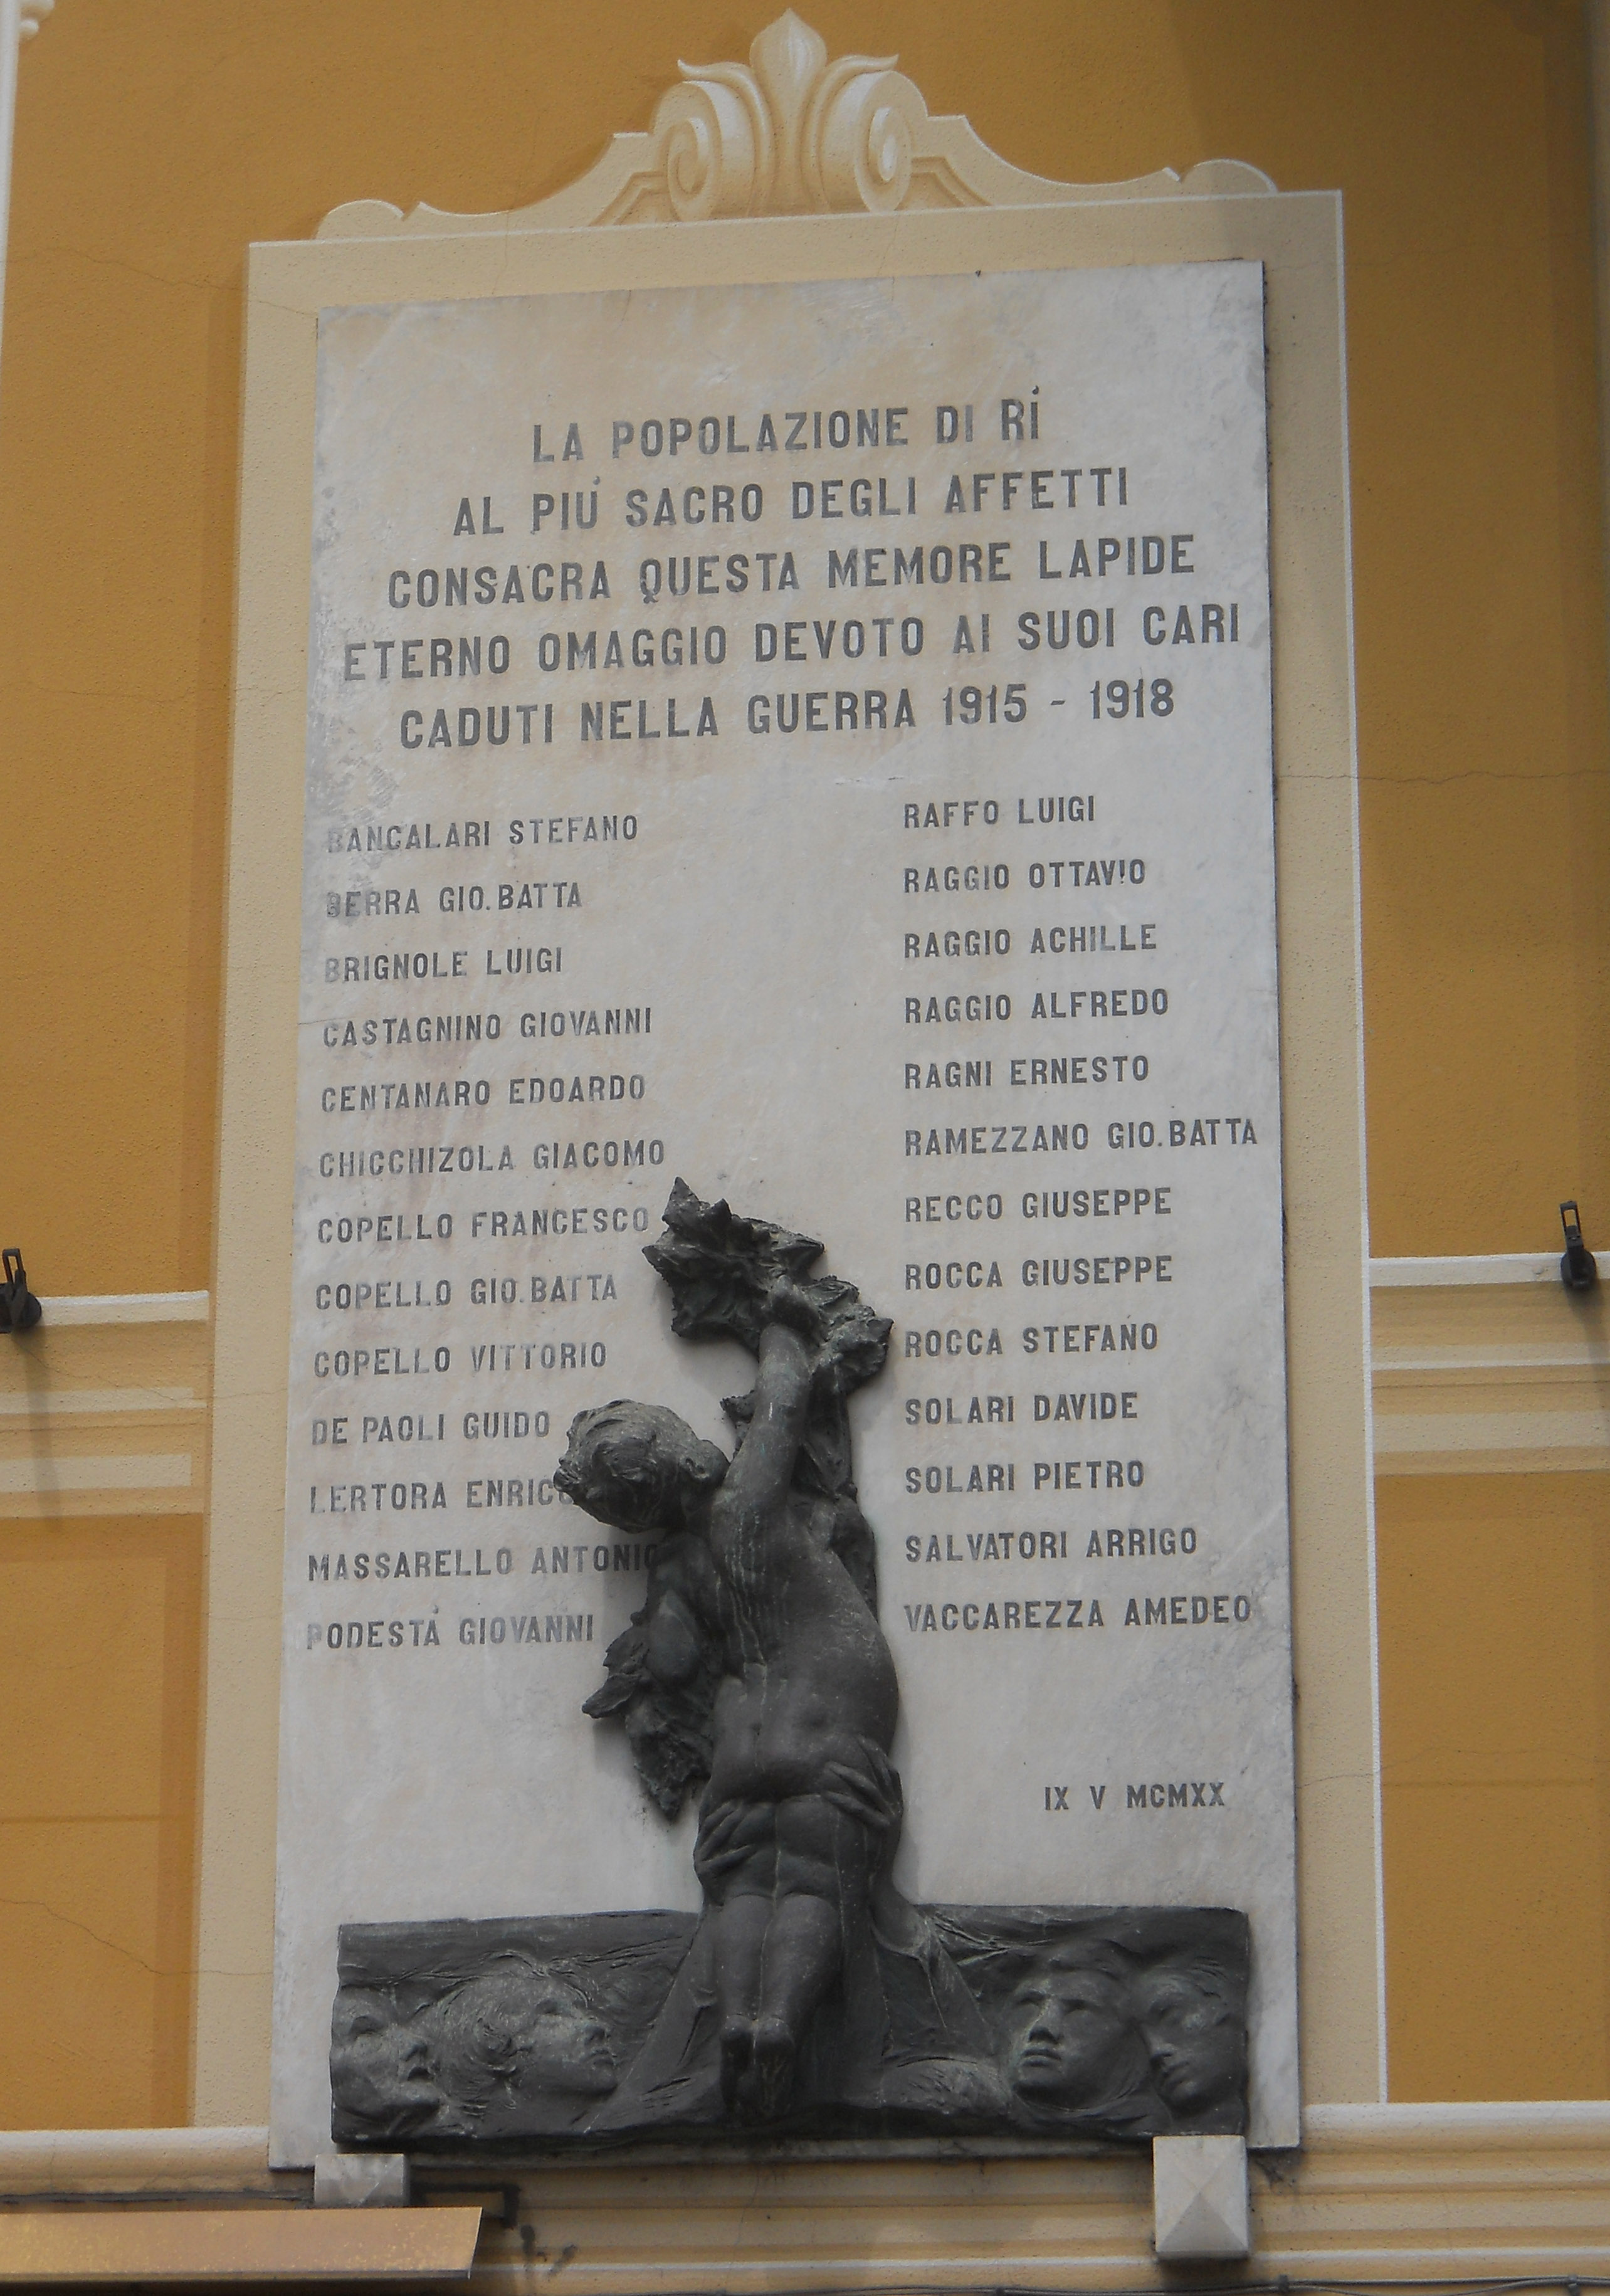 LA POPOLAZIONE DI RÌ
AL PIÙ SACRO DEGLI AFFETTI
CONSACRA QUESTA MEMORE LAPIDE
ETERNO OMAGGIO DEVOTO AI SUOI CARI
CADUTI NELLA GUERRA 1915 - 1918
BANCALARI STEFANO
BERRA GIO. BATTA
BRIGNOLE LUIGI
CASTAGNINO GIOVANNI
CENTANARO EDOARDO
CHICCHIZOLA GIACOMO
COPELLO FRANCESCO
COPELLO GIO. BATTA
COPELLO VITTORIO
DE PAOLI GUIDO
LERTORA ENRICO
MASSARELLO ANTONIO
PODESTÀ GIOVANNI
RAFFO LUIGI
RAGGIO OTTAVIO
RAGGIO ACHILLE
RAGGIO ALFREDO
RAGNI ERNESTO
RAMEZZANO GIO. BATTA
RECCO GIUSEPPE
ROCCA GIUSEPPE
ROCCA STEFANO
SOLARI DAVIDE
SOLARI PIETRO
SALVATORI ARRIGO
VACCAREZZA AMEDEO
IX V MCMXX